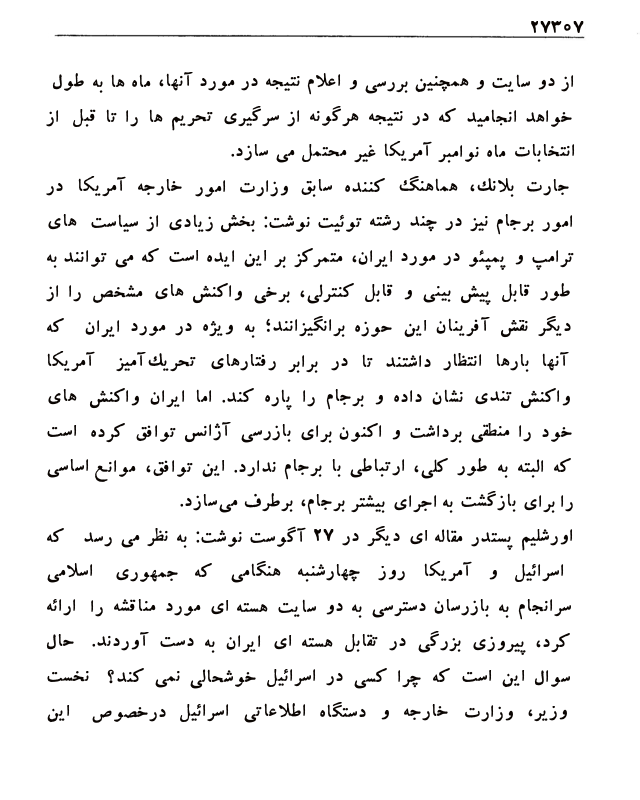 ۲۷۳۰۷
از دو سایت و همچنین بررسی و اعلام نتیجه در مورد آنها، ماه ها به طول
خواهد انجامید که در نتیجه هرگونه از سرگیری تحریم ها را تا قبل از
انتخابات ماه نوامبر آمریکا غیر محتمل می سازد.
جارت بلانك، هماهنگ کننده سابق وزارت امور خارجه آمریکا در
امور برجام نیز در چند رشته توئیت نوشت: بخش زیادی از سیاست های
ترامپ و پمپئو در مورد ایران، متمرکز بر این ایده است که می توانند به
طور قابل پیش بینی و قابل کنترلی، برخی واکنش های مشخص را از
دیگر نقش آفرینان این حوزه برانگیزانند؛ به ویژه در مورد ایران که
آنها بارها انتظار داشتند تا در برابر رفتارهای تحریك آمیز آمریکا
واکنش تندی نشان داده و برجام را پاره کند. اما ایران واکنش های
خود را منطقی برداشت و اکنون برای بازرسی آژانس توافق کرده است
که البته به طور کلی، ارتباطی با برجام ندارد. این توافق، موانع اساسی
را برای بازگشت به اجرای بیشتر برجام، برطرف می سازد.
اورشلیم پستدر مقاله ای دیگر در ۲۷ آگوست نوشت: به نظر می رسد که
اسرائیل و آمریکا روز چهارشنبه هنگامی که جمهوری اسلامی
سرانجام به بازرسان دسترسی به دو سایت هسته ای مورد مناقشه را ارائه
کرد، پیروزی بزرگی در تقابل هسته ای ایران به دست آوردند. حال
سوال این است که چرا کسی در اسرائیل خوشحالی نمی کند؟ نخست
وزیر، وزارت خارجه و دستگاه اطلاعاتی اسرائیل درخصوص این